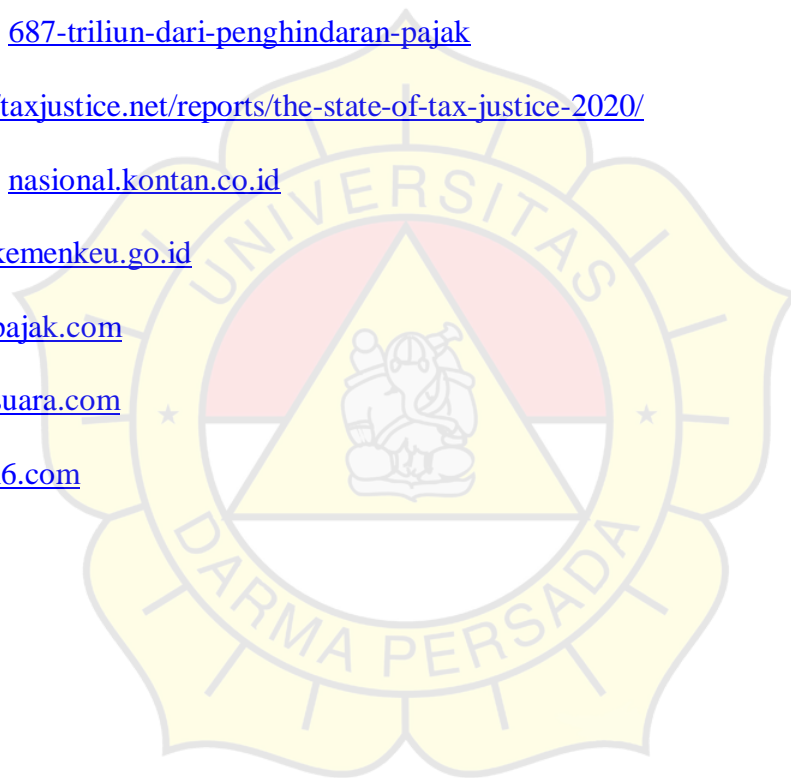 687-triliun-dari-penghindaran-pajak
/taxjustice.net/reports/the-state-of-tax-justice-2020/
nasional.kontan.co.id
kemenkeu.go.id
pajak.com
suara.com
6.com
UNIVERSITAS
DARMA PERSADA